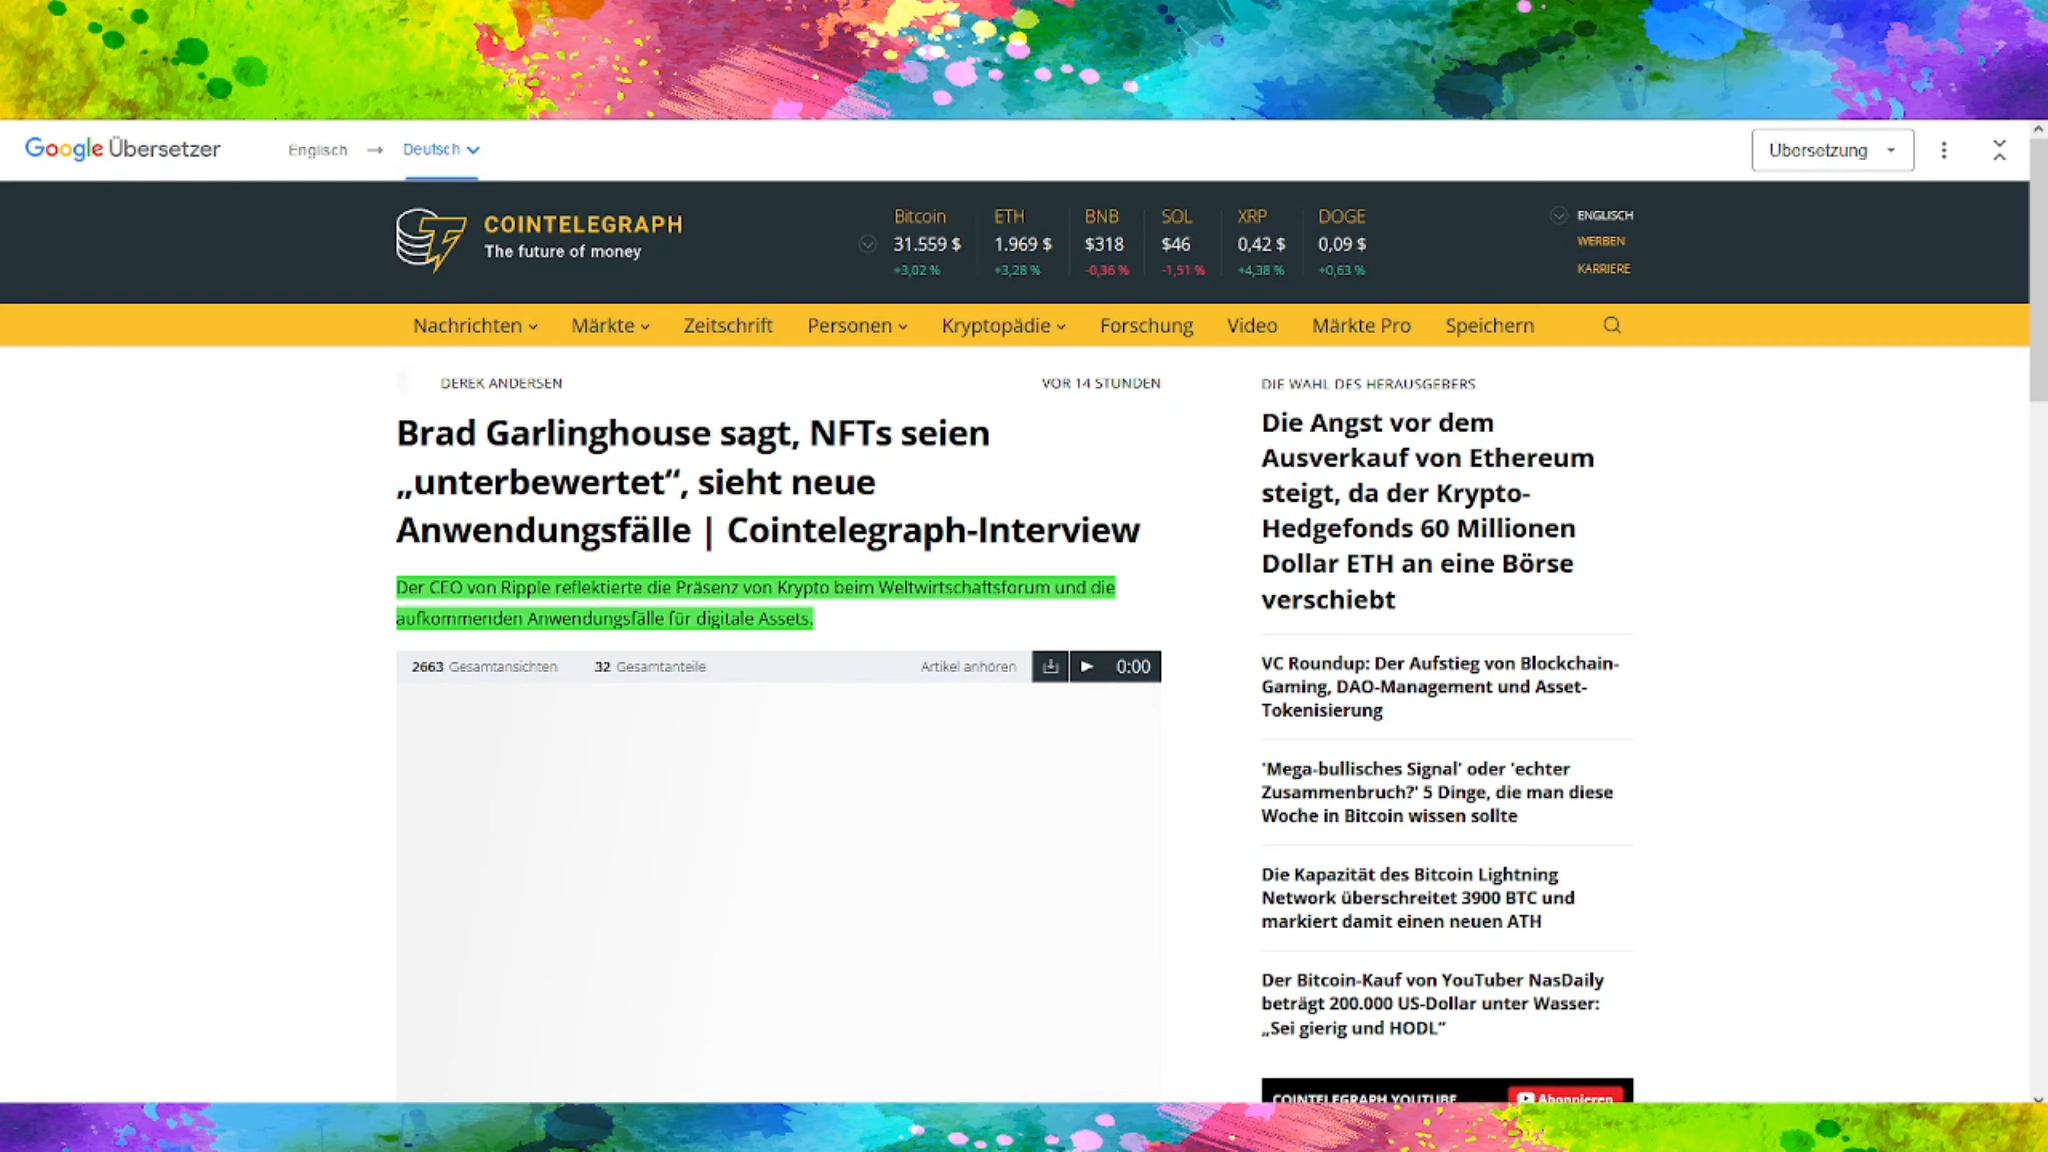 Google Übersetzer
Englisch → Deutsch
Übersetzung
COINTELEGRAPH
The future of money
Bitcoin ETH BNB SOL XRP DOGE
31.559 $ 1.969 $ $318 $46 0,42 $ 0,09 $
+3,02 % +3,28 % -0,36 % -1,51 % +4,38 % +0,63 %
ENGLISCH
WERBEN
KARRIERE
Nachrichten Märkte Zeitschrift Personen Kryptopädie Forschung Video Märkte Pro Speichern
DEREK ANDERSEN VOR 14 STUNDEN
Brad Garlinghouse sagt, NFTs seien
„unterbewertet“, sieht neue
Anwendungsfälle | Cointelegraph-Interview
Der CEO von Ripple reflektierte die Präsenz von Krypto beim Weltwirtschaftsforum und die
aufkommenden Anwendungsfälle für digitale Assets.
2663 Gesamtansichten 32 Gesamtanteile Artikel anhören 0:00
DIE WAHL DES HERAUSGEBERS
Die Angst vor dem
Ausverkauf von Ethereum
steigt, da der Krypto-
Hedgefonds 60 Millionen
Dollar ETH an eine Börse
verschiebt
VC Roundup: Der Aufstieg von Blockchain-
Gaming, DAO-Management und Asset-
Tokenisierung
'Mega-bullisches Signal' oder 'echter
Zusammenbruch?' 5 Dinge, die man diese
Woche in Bitcoin wissen sollte
Die Kapazität des Bitcoin Lightning
Network überschreitet 3900 BTC und
markiert damit einen neuen ATH
Der Bitcoin-Kauf von YouTuber NasDaily
beträgt 200.000 US-Dollar unter Wasser:
„Sei gierig und HODL“
COINTELEGRAPH YOUTUBE Abonnieren